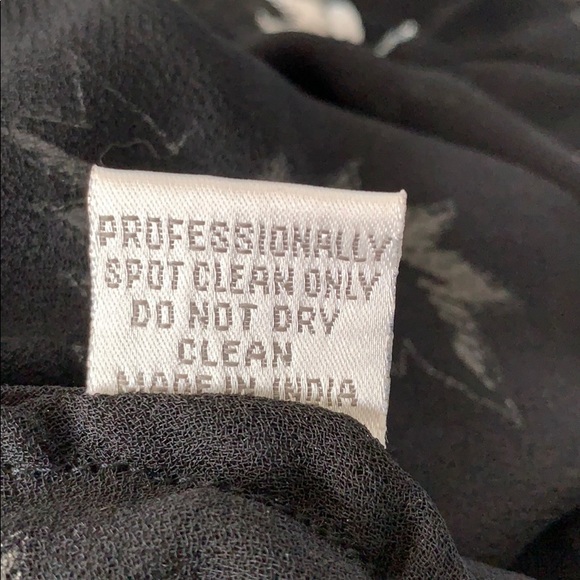 PROFESSIONALLY
SPOT CLEAN ONLY
DO NOT DRY
CLEAN
MADE IN INDIA